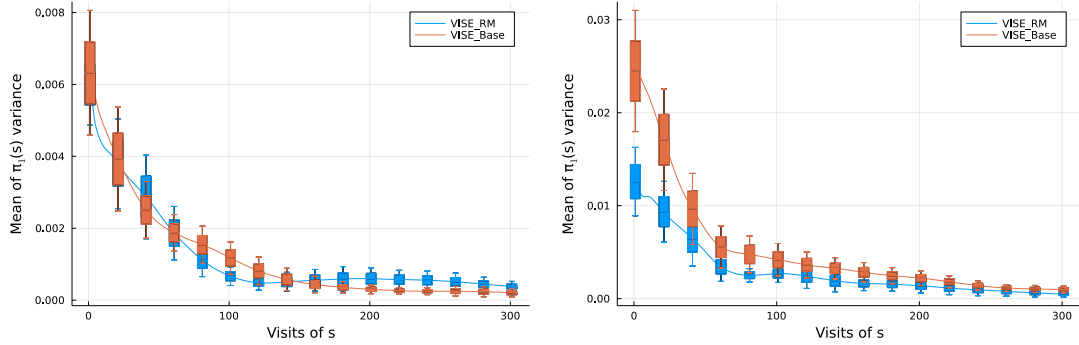 0.008
0.006
0.004
0.002
0.000
Mean of π₁(s) variance
VISE_RM
VISE_Base
0
100
200
300
Visits of s
0.03
0.02
0.01
0.00
Mean of π₁(s) variance
VISE_RM
VISE_Base
0
100
200
300
Visits of s